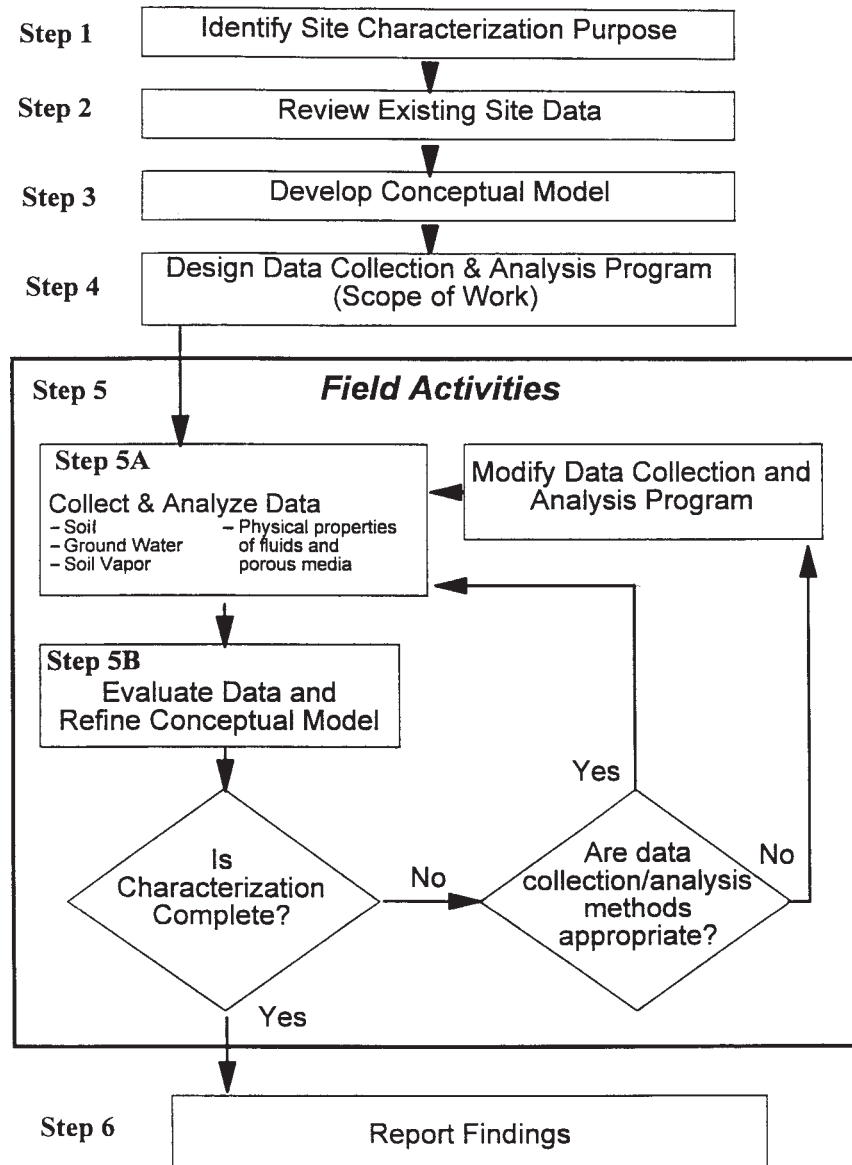 Step 1
Identify Site Characterization Purpose
Step 2
Review Existing Site Data
Step 3
Develop Conceptual Model
Step 4
Design Data Collection & Analysis Program
(Scope of Work)
Step 5
Field Activities
Step 5A
Collect & Analyze Data
– Soil
– Ground Water
– Soil Vapor
– Physical properties
of fluids and
porous media
Modify Data Collection and
Analysis Program
Step 5B
Evaluate Data and
Refine Conceptual Model
Is
Characterization
Complete?
No
Yes
Are data
collection/analysis
methods
appropriate?
Yes
No
Step 6
Report Findings